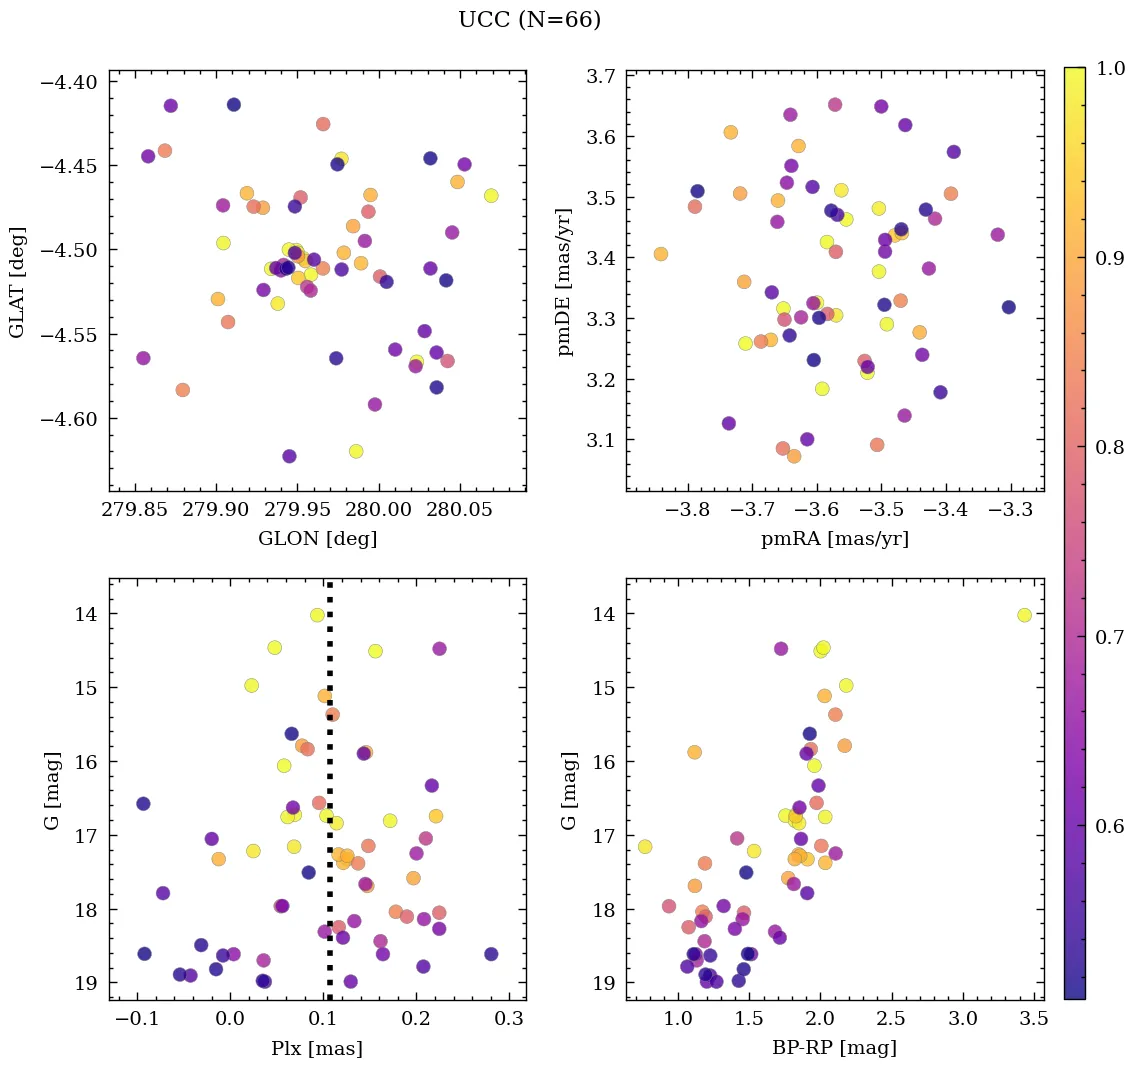 UCC (N=66)
−4.40
−4.45
−4.50
−4.55
−4.60
GLAT [deg]
279.85 279.90 279.95 280.00 280.05
GLON [deg]
3.7
3.6
3.5
3.4
3.3
3.2
3.1
pmDE [mas/yr]
−3.8 −3.7 −3.6 −3.5 −3.4 −3.3
pmRA [mas/yr]
1.0
0.9
0.8
0.7
0.6
14
15
16
17
18
19
G [mag]
−0.1 0.0 0.1 0.2 0.3
Plx [mas]
14
15
16
17
18
19
G [mag]
1.0 1.5 2.0 2.5 3.0 3.5
BP-RP [mag]